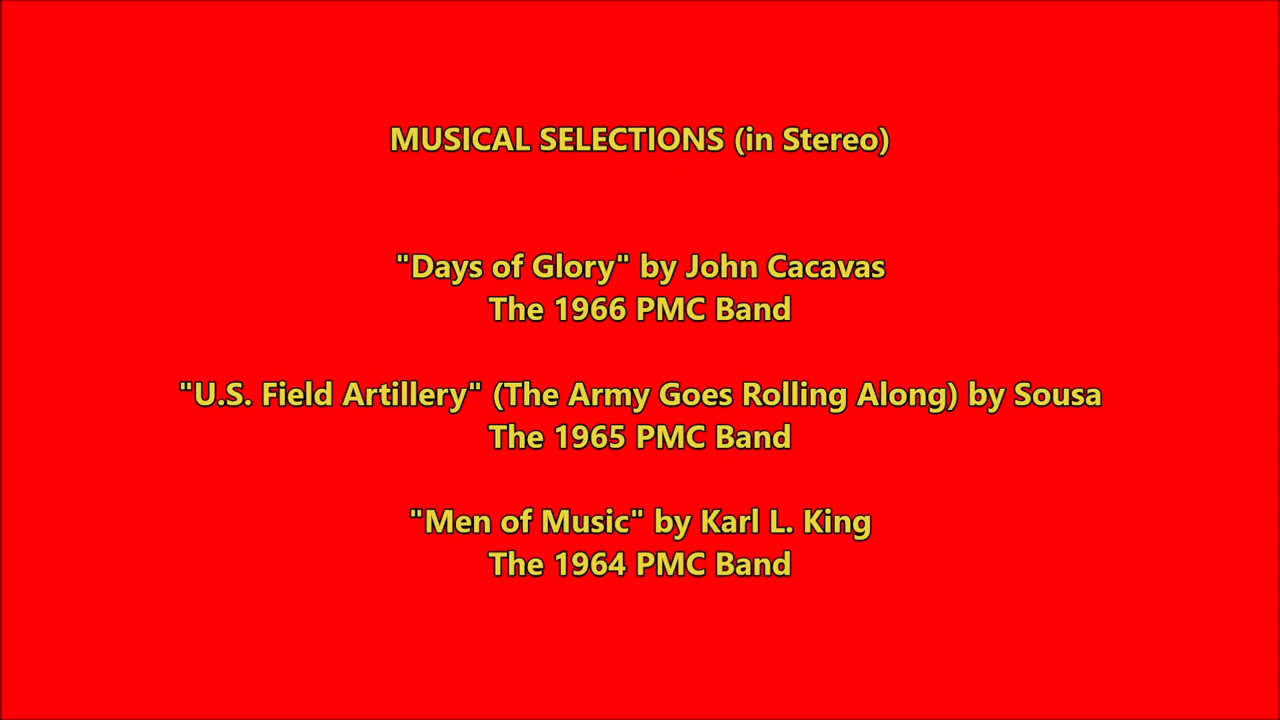 MUSICAL SELECTIONS (in Stereo)
"Days of Glory" by John Cacavas
The 1966 PMC Band
"U.S. Field Artillery" (The Army Goes Rolling Along) by Sousa
The 1965 PMC Band
"Men of Music" by Karl L. King
The 1964 PMC Band